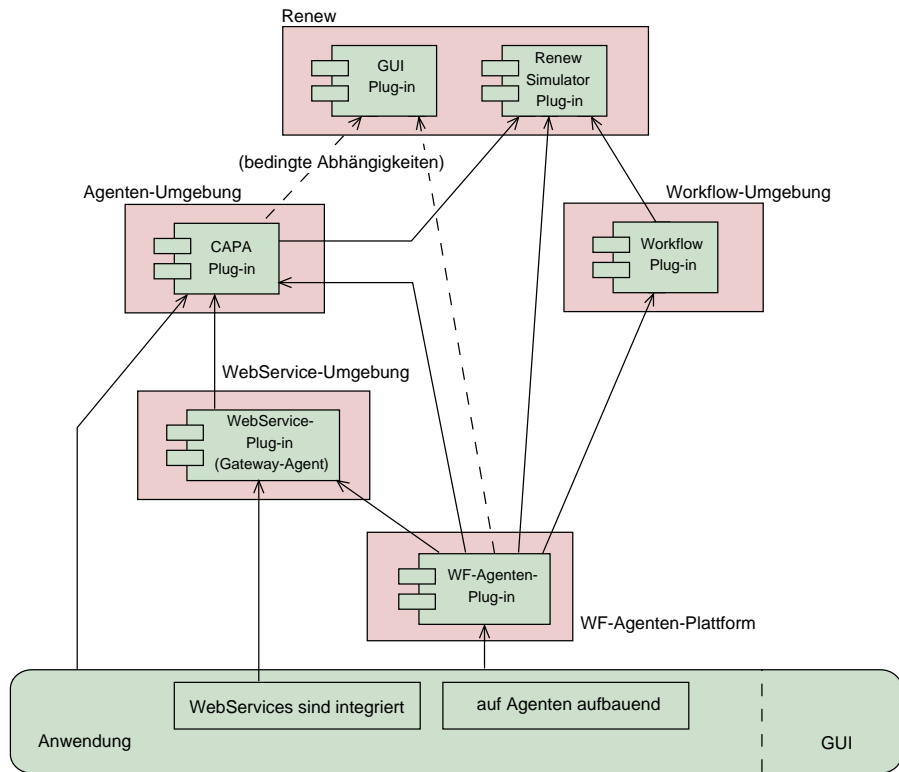 Renew
GUI
Plug-in
Renew
Simulator
Plug-in
(bedingte Abhängigkeiten)
Agenten-Umgebung
Workflow-Umgebung
CAPA
Plug-in
Workflow
Plug-in
WebService-Umgebung
WebService-
Plug-in
(Gateway-Agent)
WF-Agenten-
Plug-in
WF-Agenten-Plattform
WebServices sind integriert
auf Agenten aufbauend
Anwendung
GUI